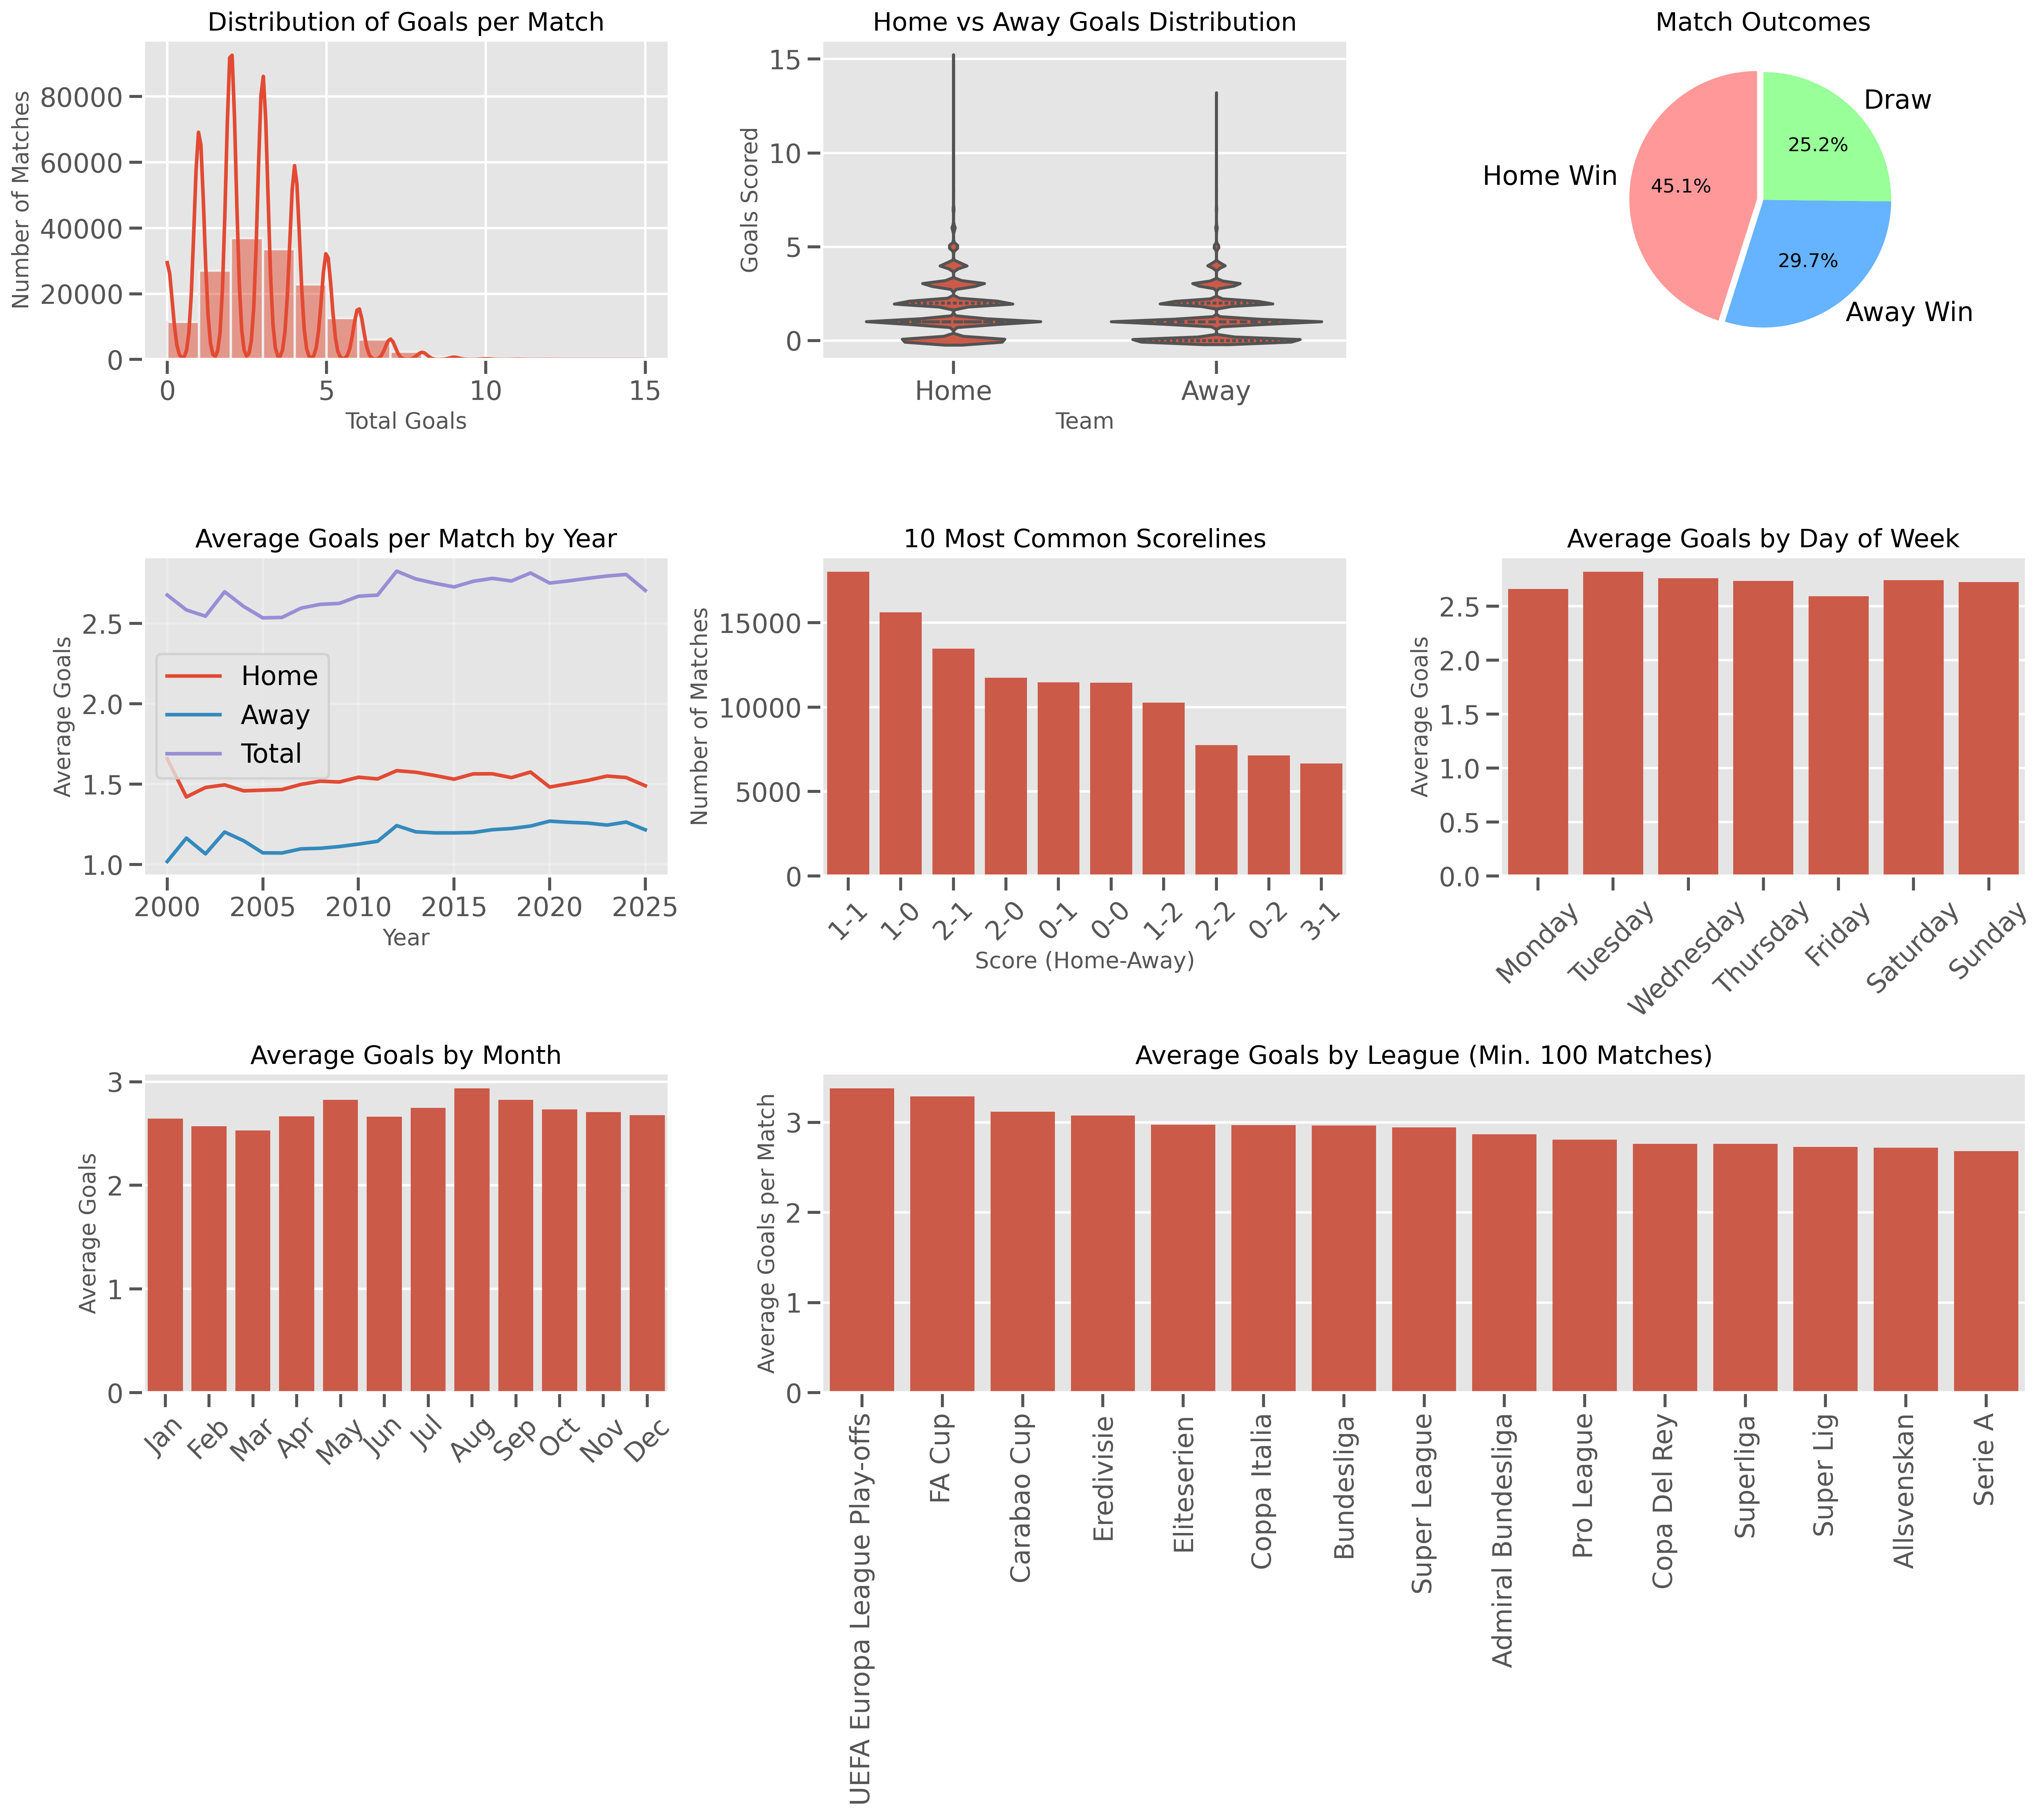 Distribution of Goals per Match
Number of Matches
80000
60000
40000
20000
0
0 5 10 15
Total Goals
Home vs Away Goals Distribution
Goals Scored
15
10
5
0
Home Away
Team
Match Outcomes
Draw
25.2%
Home Win
45.1%
29.7%
Away Win
Average Goals per Match by Year
Average Goals
2.5
2.0
1.5
1.0
Home
Away
Total
2000 2005 2010 2015 2020 2025
Year
10 Most Common Scorelines
Number of Matches
15000
10000
5000
0
1-1 1-0 2-1 2-0 0-1 0-0 1-2 2-2 0-2 3-1
Score (Home-Away)
Average Goals by Day of Week
Average Goals
2.5
2.0
1.5
1.0
0.5
0.0
Monday Tuesday Wednesday Thursday Friday Saturday Sunday
Average Goals by Month
Average Goals
3
2
1
0
Jan Feb Mar Apr May Jun Jul Aug Sep Oct Nov Dec
Average Goals by League (Min. 100 Matches)
Average Goals per Match
3
2
1
0
UEFA Europa League Play-offs
FA Cup
Carabao Cup
Eredivisie
Eliteserien
Coppa Italia
Bundesliga
Super League
Admiral Bundesliga
Pro League
Copa Del Rey
Superliga
Super Lig
Allsvenskan
Serie A